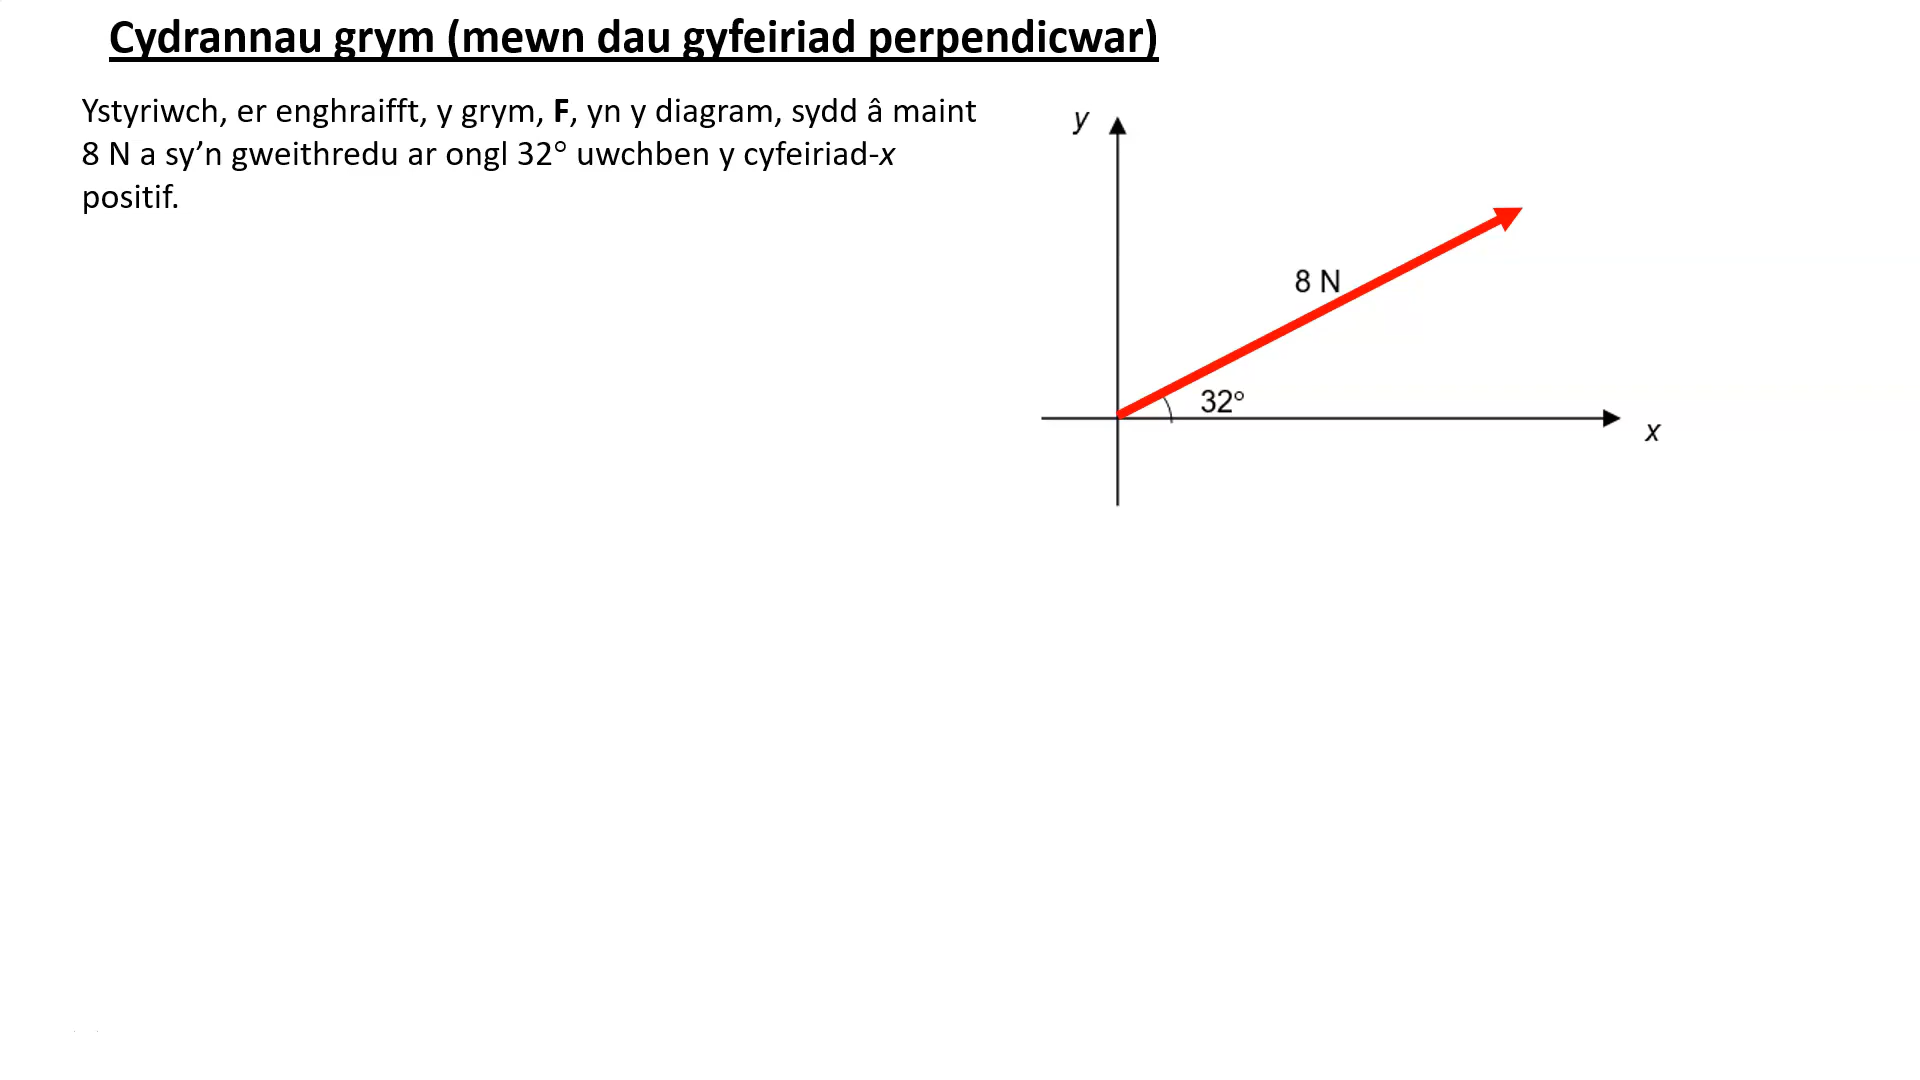 Cydrannau grym (mewn dau gyfeiriad perpendicwar)
Ystyriwch, er enghraifft, y grym, F, yn y diagram, sydd â maint
8 N a sy’n gweithredu ar ongl 32° uwchben y cyfeiriad-x
positif.
y
8 N
32°
x